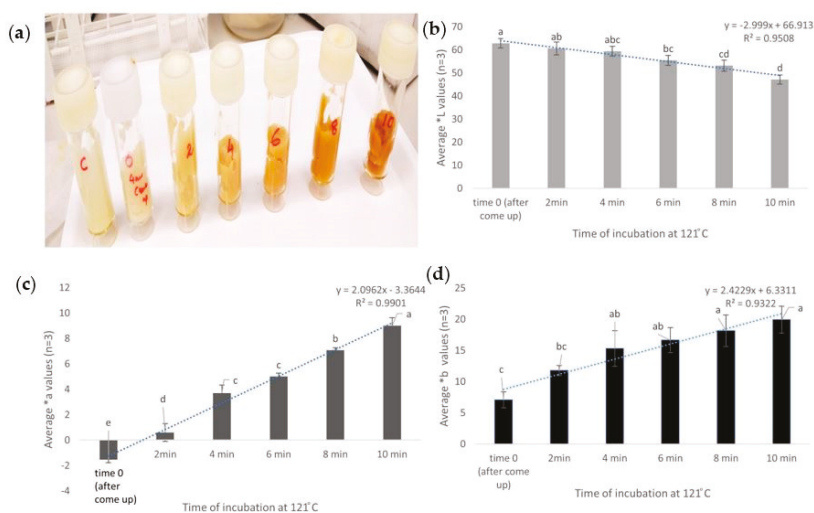 (a)
C
0
2
4
6
8
10
(b)
y = -2.999x + 66.913
R² = 0.9508
Average *L values (n=3)
70
60
50
40
30
20
10
0
a
ab
abc
bc
cd
d
time 0 (after come up)
2min
4 min
6 min
8 min
10 min
Time of incubation at 121°C
(c)
y = 2.0962x - 3.3644
R² = 0.9901
Average *a values (n=3)
12
10
8
6
4
2
0
-2
-4
e
d
c
c
b
a
time 0
(after
come up)
2min
4 min
6 min
8 min
10 min
Time of incubation at 121°C
(d)
y = 2.4229x + 6.3311
R² = 0.9322
Average *b values (n=3)
25
20
15
10
5
0
c
bc
ab
ab
a
a
time 0
(after come
up)
2min
4 min
6 min
8 min
10 min
Time of incubation at 121°C